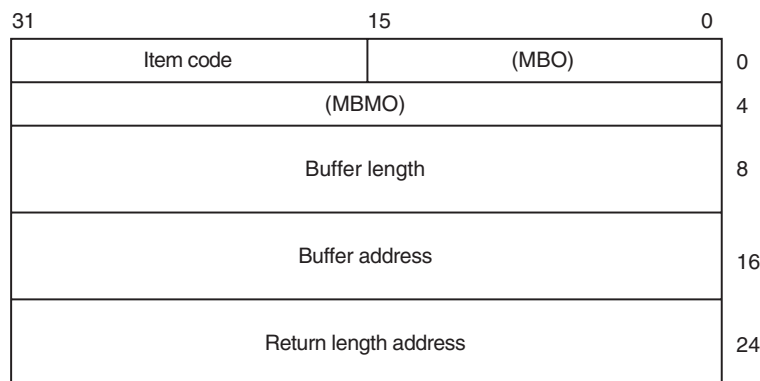 31 15 0
Item code (MBO) 0
(MBMO) 4
Buffer length 8
Buffer address 16
Return length address 24